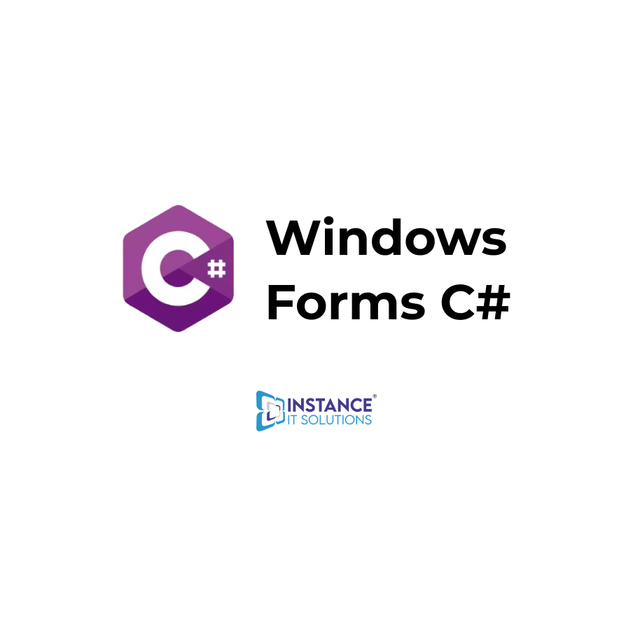 C#
Windows
Forms C#
INSTANCE®
IT SOLUTIONS